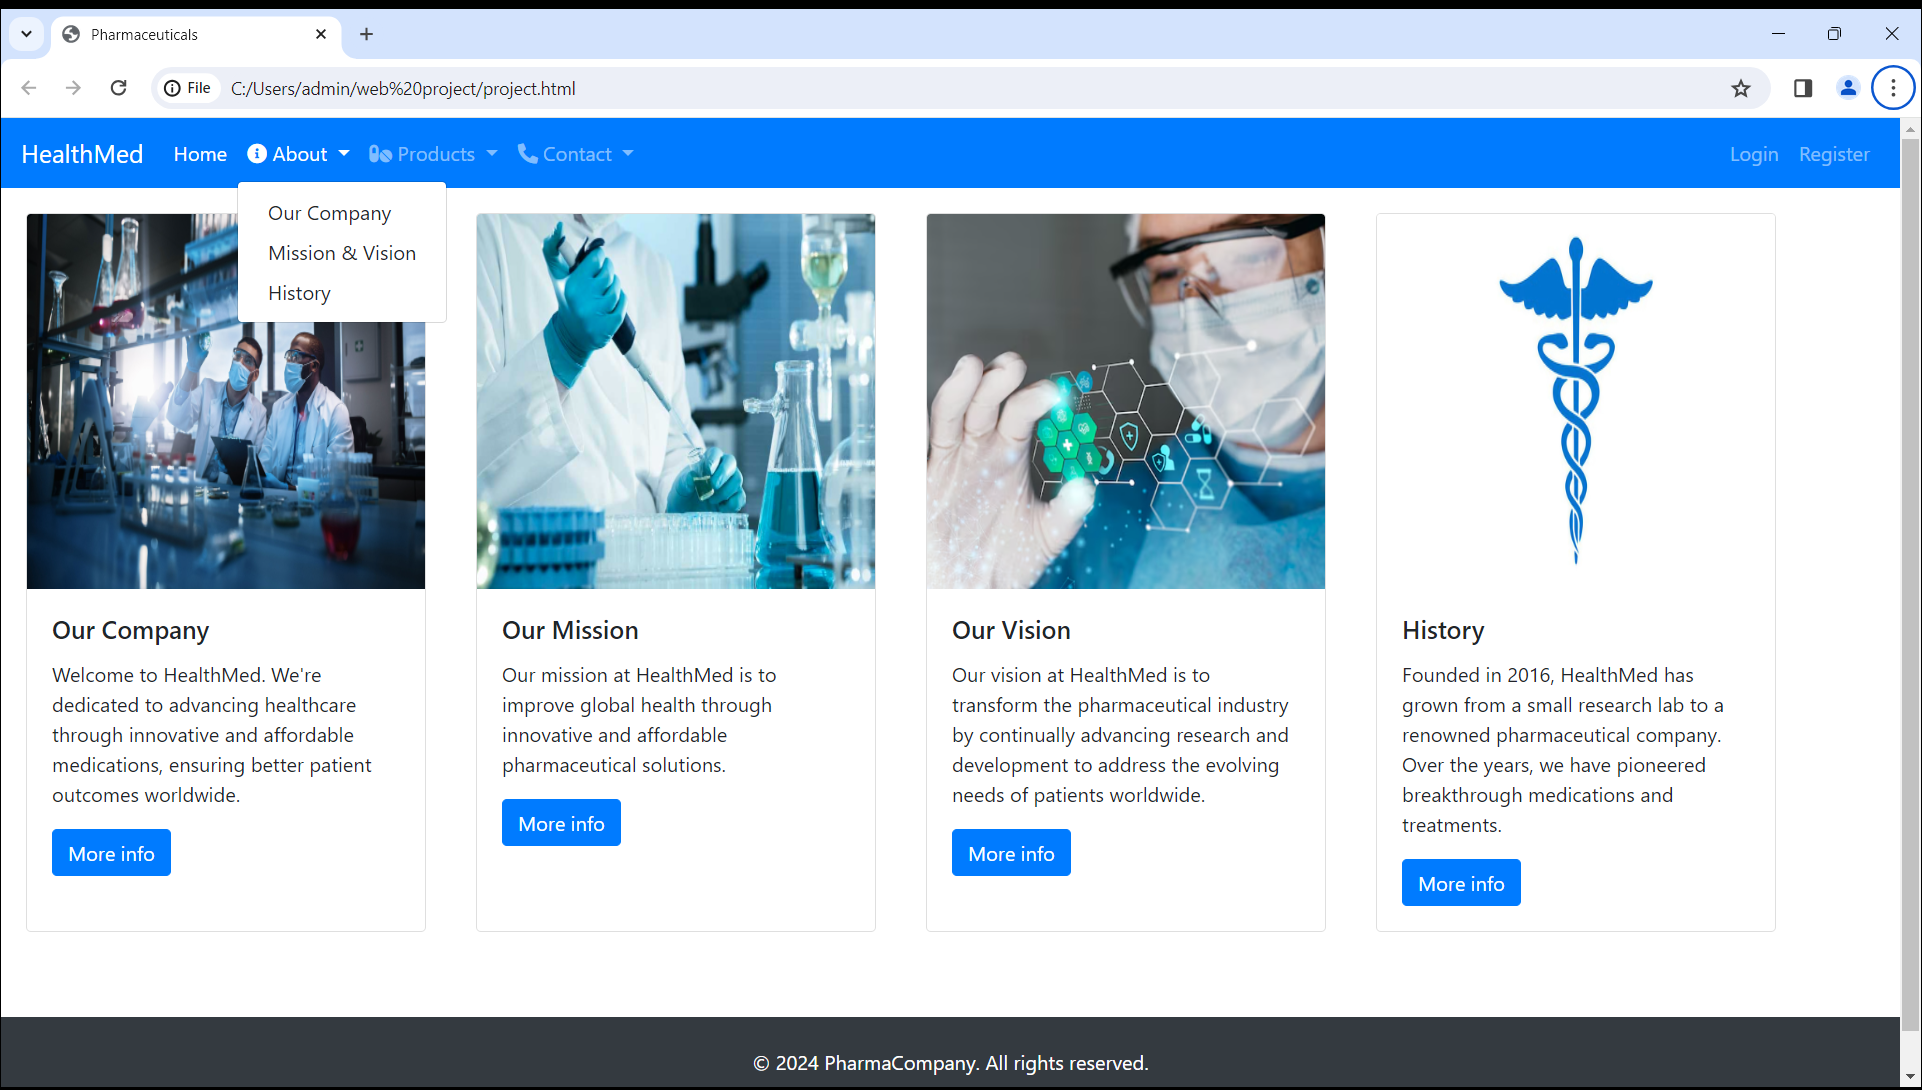 Pharmaceuticals
File C:/Users/admin/web%20project/project.html
HealthMed Home About Products Contact Login Register
Our Company
Mission & Vision
History
Our Company
Welcome to HealthMed. We're
dedicated to advancing healthcare
through innovative and affordable
medications, ensuring better patient
outcomes worldwide.
More info
Our Mission
Our mission at HealthMed is to
improve global health through
innovative and affordable
pharmaceutical solutions.
More info
Our Vision
Our vision at HealthMed is to
transform the pharmaceutical industry
by continually advancing research and
development to address the evolving
needs of patients worldwide.
More info
History
Founded in 2016, HealthMed has
grown from a small research lab to a
renowned pharmaceutical company.
Over the years, we have pioneered
breakthrough medications and
treatments.
More info
© 2024 PharmaCompany. All rights reserved.